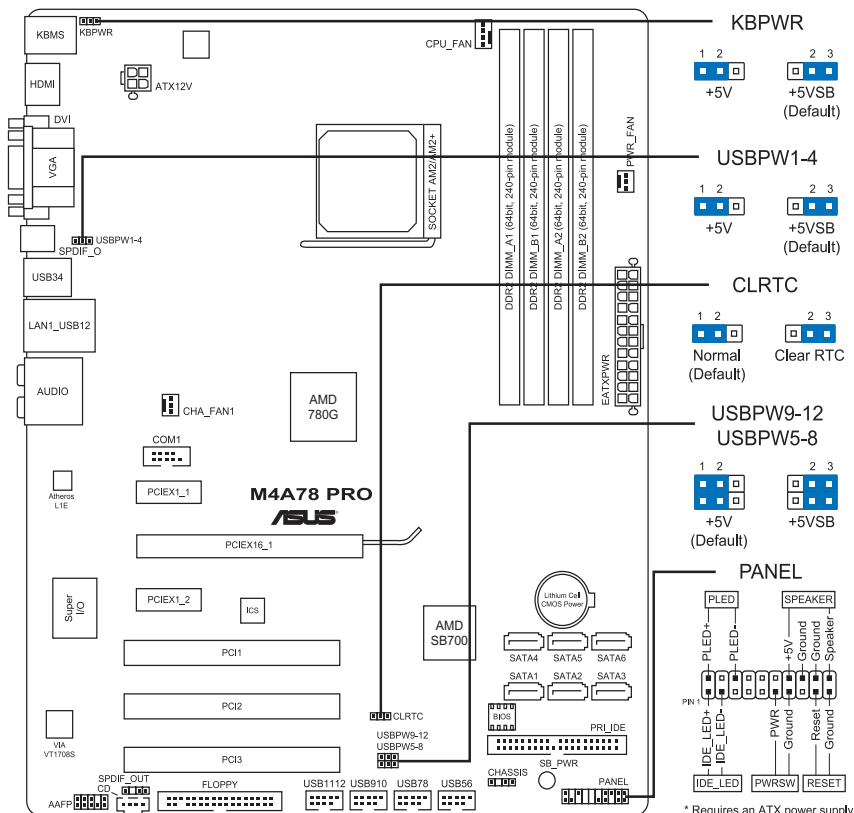 KBMS
KBPWR
CPU_FAN
KBPWR
1 2
2 3
+5V
+5VSB
(Default)
HDMI
ATX12V
DVI
VGA
SOCKET AM2/AM2+
DDR2 DIMM_A1 (64bit, 240-pin module)
DDR2 DIMM_B1 (64bit, 240-pin module)
DDR2 DIMM_A2 (64bit, 240-pin module)
DDR2 DIMM_B2 (64bit, 240-pin module)
PWR_FAN
USBPW1-4
1 2
2 3
+5V
+5VSB
(Default)
USBPW1-4
SPDIF_O
USB34
LAN1_USB12
AUDIO
EATXPWR
CLRTC
1 2
2 3
Normal
(Default)
Clear RTC
CHA_FAN1
AMD
780G
COM1
USBPW9-12
USBPW5-8
1 2
2 3
+5V
(Default)
+5VSB
Atheros
L1E
PCIEX1_1
M4A78 PRO
ASUS
PCIEX16_1
Super
I/O
PCIEX1_2
ICS
AMD
SB700
Lithium Cell
CMOS Power
PCI1
SATA4
SATA5
SATA6
SATA1
SATA2
SATA3
PCI2
CLRTC
BIOS
VIA
VT1708S
USBPW9-12
USBPW5-8
PRI_IDE
PCI3
SPDIF_OUT
CD
AAFP
FLOPPY
USB1112
USB910
USB78
USB56
CHASSIS
SB_PWR
PANEL
PANEL
PLED
SPEAKER
PLED+
PLED-
+5V
Ground
Ground
Speaker
PIN 1
IDE_LED+
IDE_LED-
PWR
Ground
Reset
Ground
IDE_LED
PWRSW
RESET
* Requires an ATX power supply